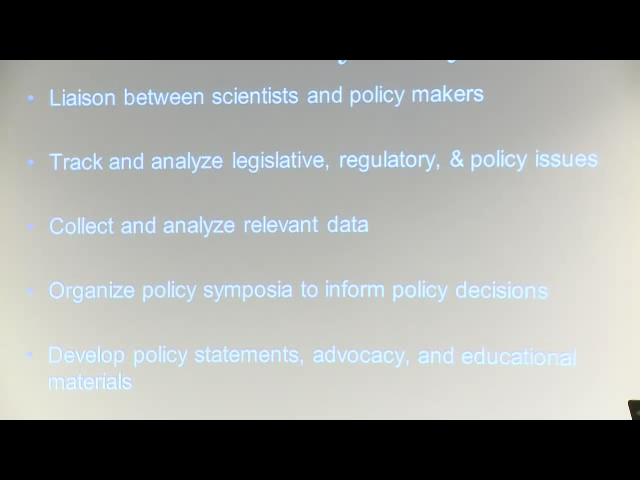 • Liaison between scientists and policy makers
• Track and analyze legislative, regulatory, & policy issues
• Collect and analyze relevant data
• Organize policy symposia to inform policy decisions
• Develop policy statements, advocacy, and educational
materials